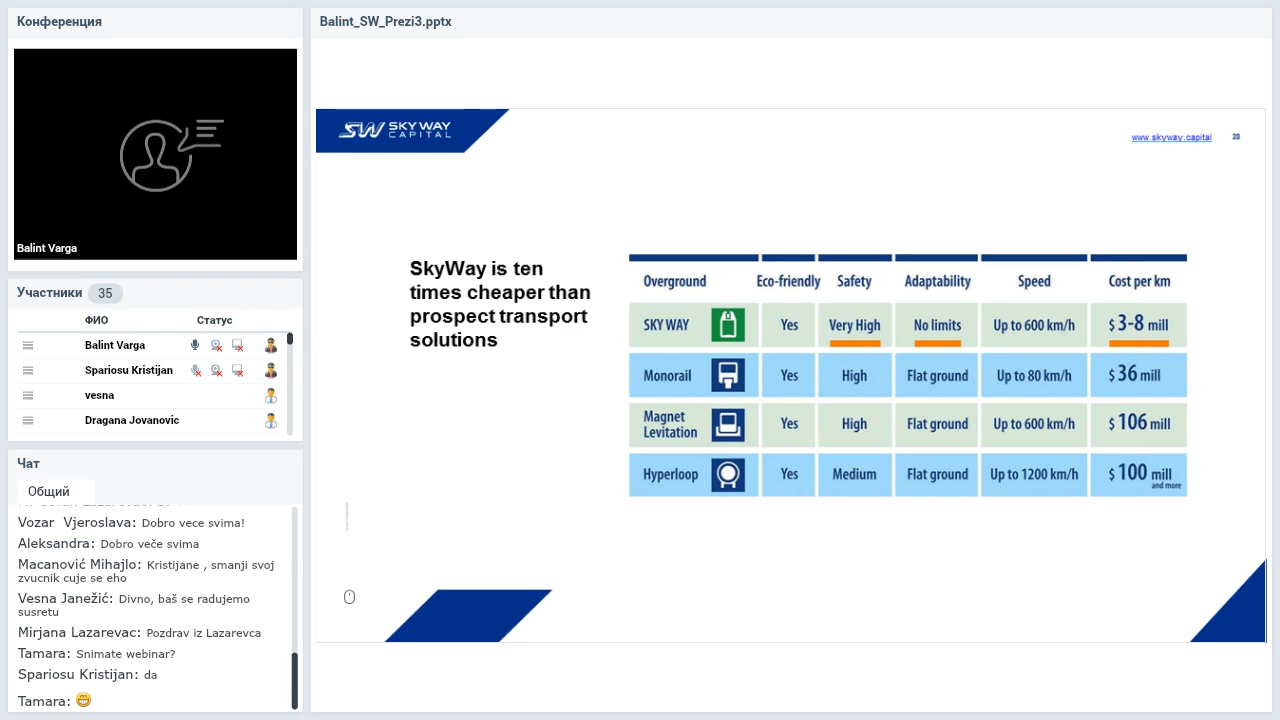 Конференция
Balint Varga
Участники 35
ФИО Статус
Balint Varga
Spariosu Kristijan
vesna
Dragana Jovanovic
Чат
Общий
Vozar Vjeroslava: Dobro vece svima!
Aleksandra: Dobro veče svima
Macanović Mihajlo: Kristijane , smanji svoj
zvucnik cuje se eho
Vesna Janežić: Divno, baš se radujemo
susretu
Mirjana Lazarevac: Pozdrav iz Lazarevca
Tamara: Snimate webinar?
Spariosu Kristijan: da
Tamara: 😁
Balint_SW_Prezi3.pptx
SW SKY WAY
CAPITAL
www.skyway.capital 28
SkyWay is ten
times cheaper than
prospect transport
solutions
Overground Eco-friendly Safety Adaptability Speed Cost per km
SKY WAY Yes Very High No limits Up to 600 km/h $ 3-8 mill
Monorail Yes High Flat ground Up to 80 km/h $ 36 mill
Magnet
Levitation Yes High Flat ground Up to 600 km/h $ 106 mill
Hyperloop Yes Medium Flat ground Up to 1200 km/h $ 100 mill
and more